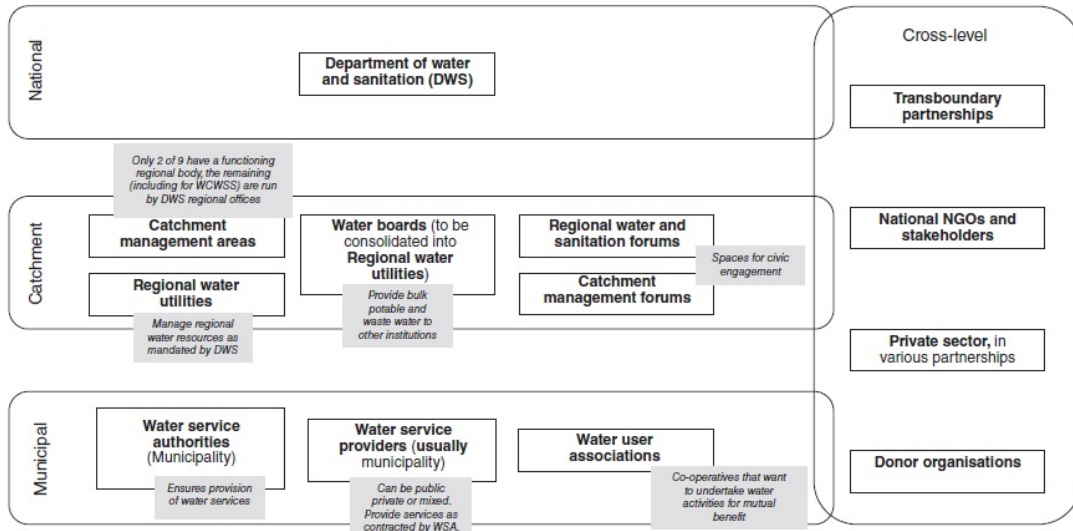 National
Department of water
and sanitation (DWS)
Cross-level
Transboundary
partnerships
National NGOs and
stakeholders
Private sector, in
various partnerships
Donor organisations
Catchment
Only 2 of 9 have a functioning
regional body, the remaining
(including for WCWSS) are run
by DWS regional offices
Catchment
management areas
Regional water
utilities
Manage regional
water resources as
mandated by DWS
Water boards (to be
consolidated into
Regional water
utilities)
Provide bulk
potable and
waste water to
other institutions
Regional water and
sanitation forums
Catchment
management forums
Spaces for civic
engagement
Municipal
Water service
authorities
(Municipality)
Ensures provision
of water services
Water service
providers (usually
municipality)
Can be public
private or mixed.
Provide services as
contracted by WSA.
Water user
associations
Co-operatives that want
to undertake water
activities for mutual
benefit